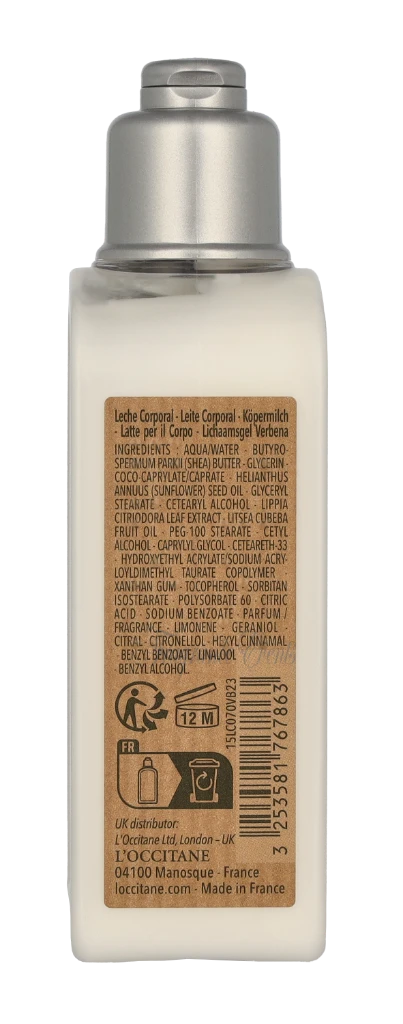 Leche Corporal · Leite Corporal · Köpermilch
· Latte per il Corpo · Lichaamsgel Verbena
INGREDIENTS : AQUA/WATER · BUTYRO-
SPERMUM PARKII (SHEA) BUTTER · GLYCERIN ·
COCO-CAPRYLATE/CAPRATE · HELIANTHUS
ANNUUS (SUNFLOWER) SEED OIL · GLYCERYL
STEARATE · CETEARYL ALCOHOL · LIPPIA
CITRIODORA LEAF EXTRACT · LITSEA CUBEBA
FRUIT OIL · PEG-100 STEARATE · CETYL
ALCOHOL · CAPRYLYL GLYCOL · CETEARETH-33
· HYDROXYETHYL ACRYLATE/SODIUM ACRY-
LOYLDIMETHYL TAURATE COPOLYMER ·
XANTHAN GUM · TOCOPHEROL · SORBITAN
ISOSTEARATE · POLYSORBATE 60 · CITRIC
ACID · SODIUM BENZOATE · PARFUM /
FRAGRANCE · LIMONENE · GERANIOL ·
CITRAL · CITRONELLOL · HEXYL CINNAMAL
· BENZYL BENZOATE · LINALOOL
· BENZYL ALCOHOL.
12 M
15LC070VB23
3 253581 767863
FR
UK distributor:
L'Occitane Ltd, London – UK
L'OCCITANE
04100 Manosque · France
loccitane.com · Made in France